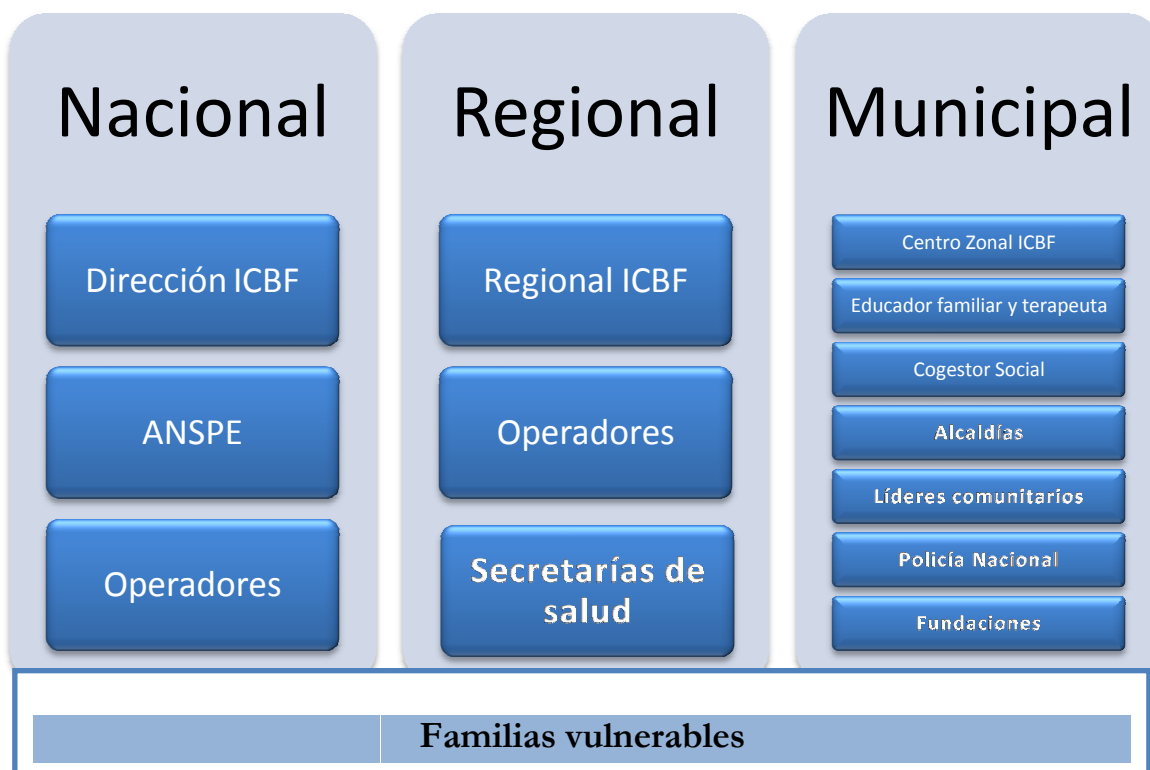 Nacional
Dirección ICBF
ANSPE
Operadores
Regional
Regional ICBF
Operadores
Secretarías de
salud
Municipal
Centro Zonal ICBF
Educador familiar y terapeuta
Cogestor Social
Alcaldías
Líderes comunitarios
Policía Nacional
Fundaciones
Familias vulnerables